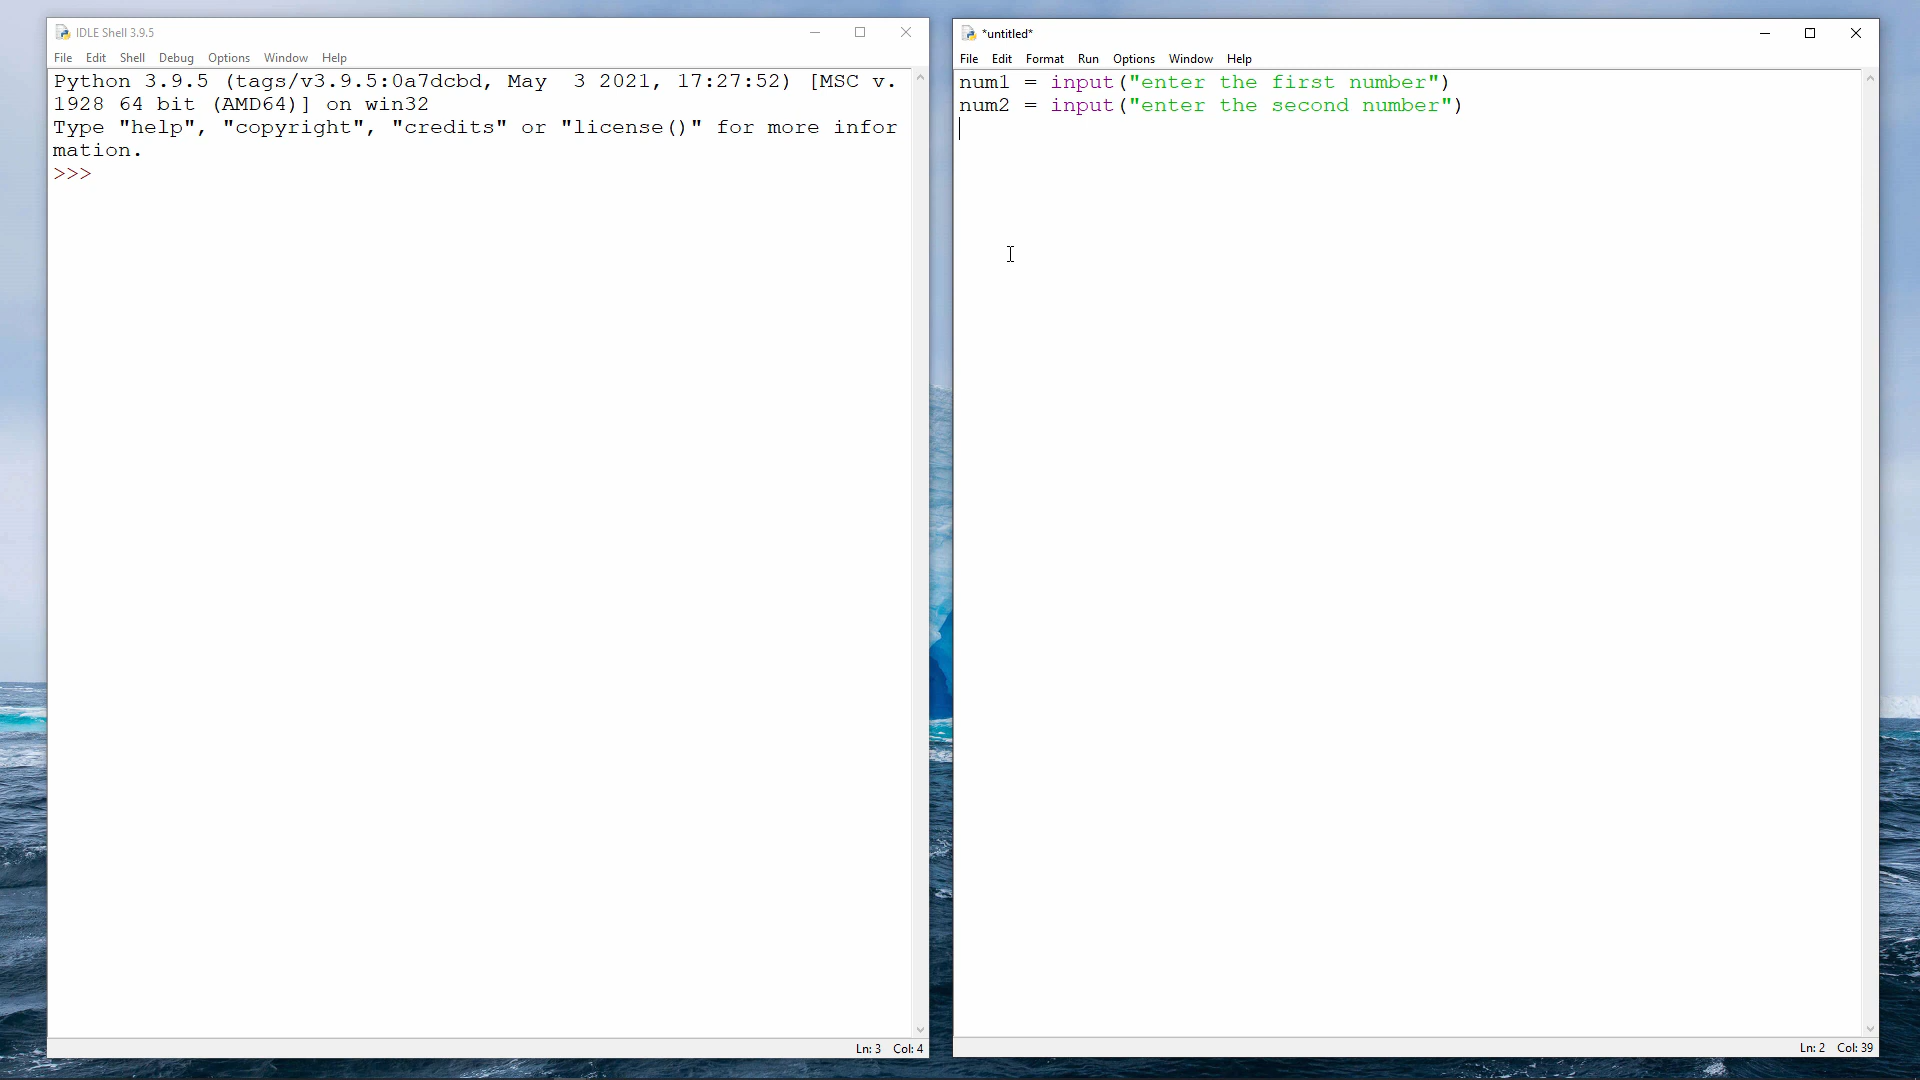 IDLE Shell 3.9.5
File Edit Shell Debug Options Window Help
Python 3.9.5 (tags/v3.9.5:0a7dcbd, May  3 2021, 17:27:52) [MSC v.
1928 64 bit (AMD64)] on win32
Type "help", "copyright", "credits" or "license()" for more infor
mation.
>>>
Ln: 3 Col: 4
*untitled*
File Edit Format Run Options Window Help
num1 = input("enter the first number")
num2 = input("enter the second number")
Ln: 2 Col: 39